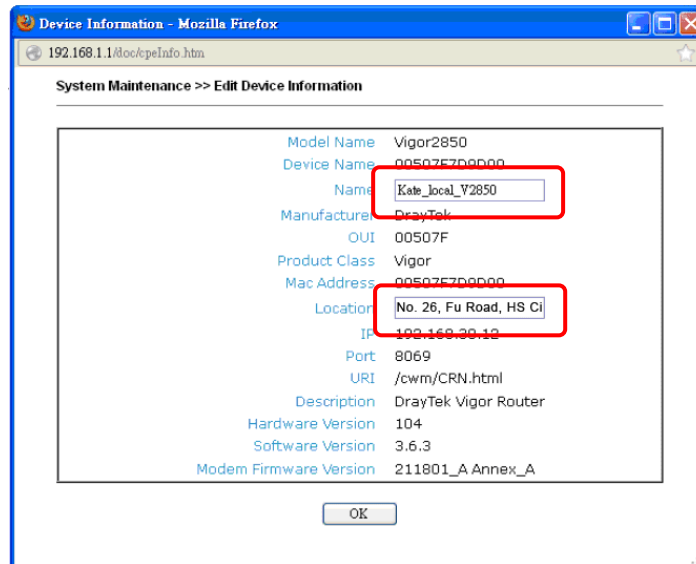 Device Information - Mozilla Firefox
192.168.1.1/doc/cpeInfo.htm
System Maintenance >> Edit Device Information
Model Name Vigor2850
Device Name 00507F7D9D00
Name Kate_local_V2850
Manufacturer DrayTek
OUI 00507F
Product Class Vigor
Mac Address 00507F7D9D00
Location No. 26, Fu Road, HS Ci
IP 192.168.30.12
Port 8069
URI /cwm/CRN.html
Description DrayTek Vigor Router
Hardware Version 104
Software Version 3.6.3
Modem Firmware Version 211801_A Annex_A
OK